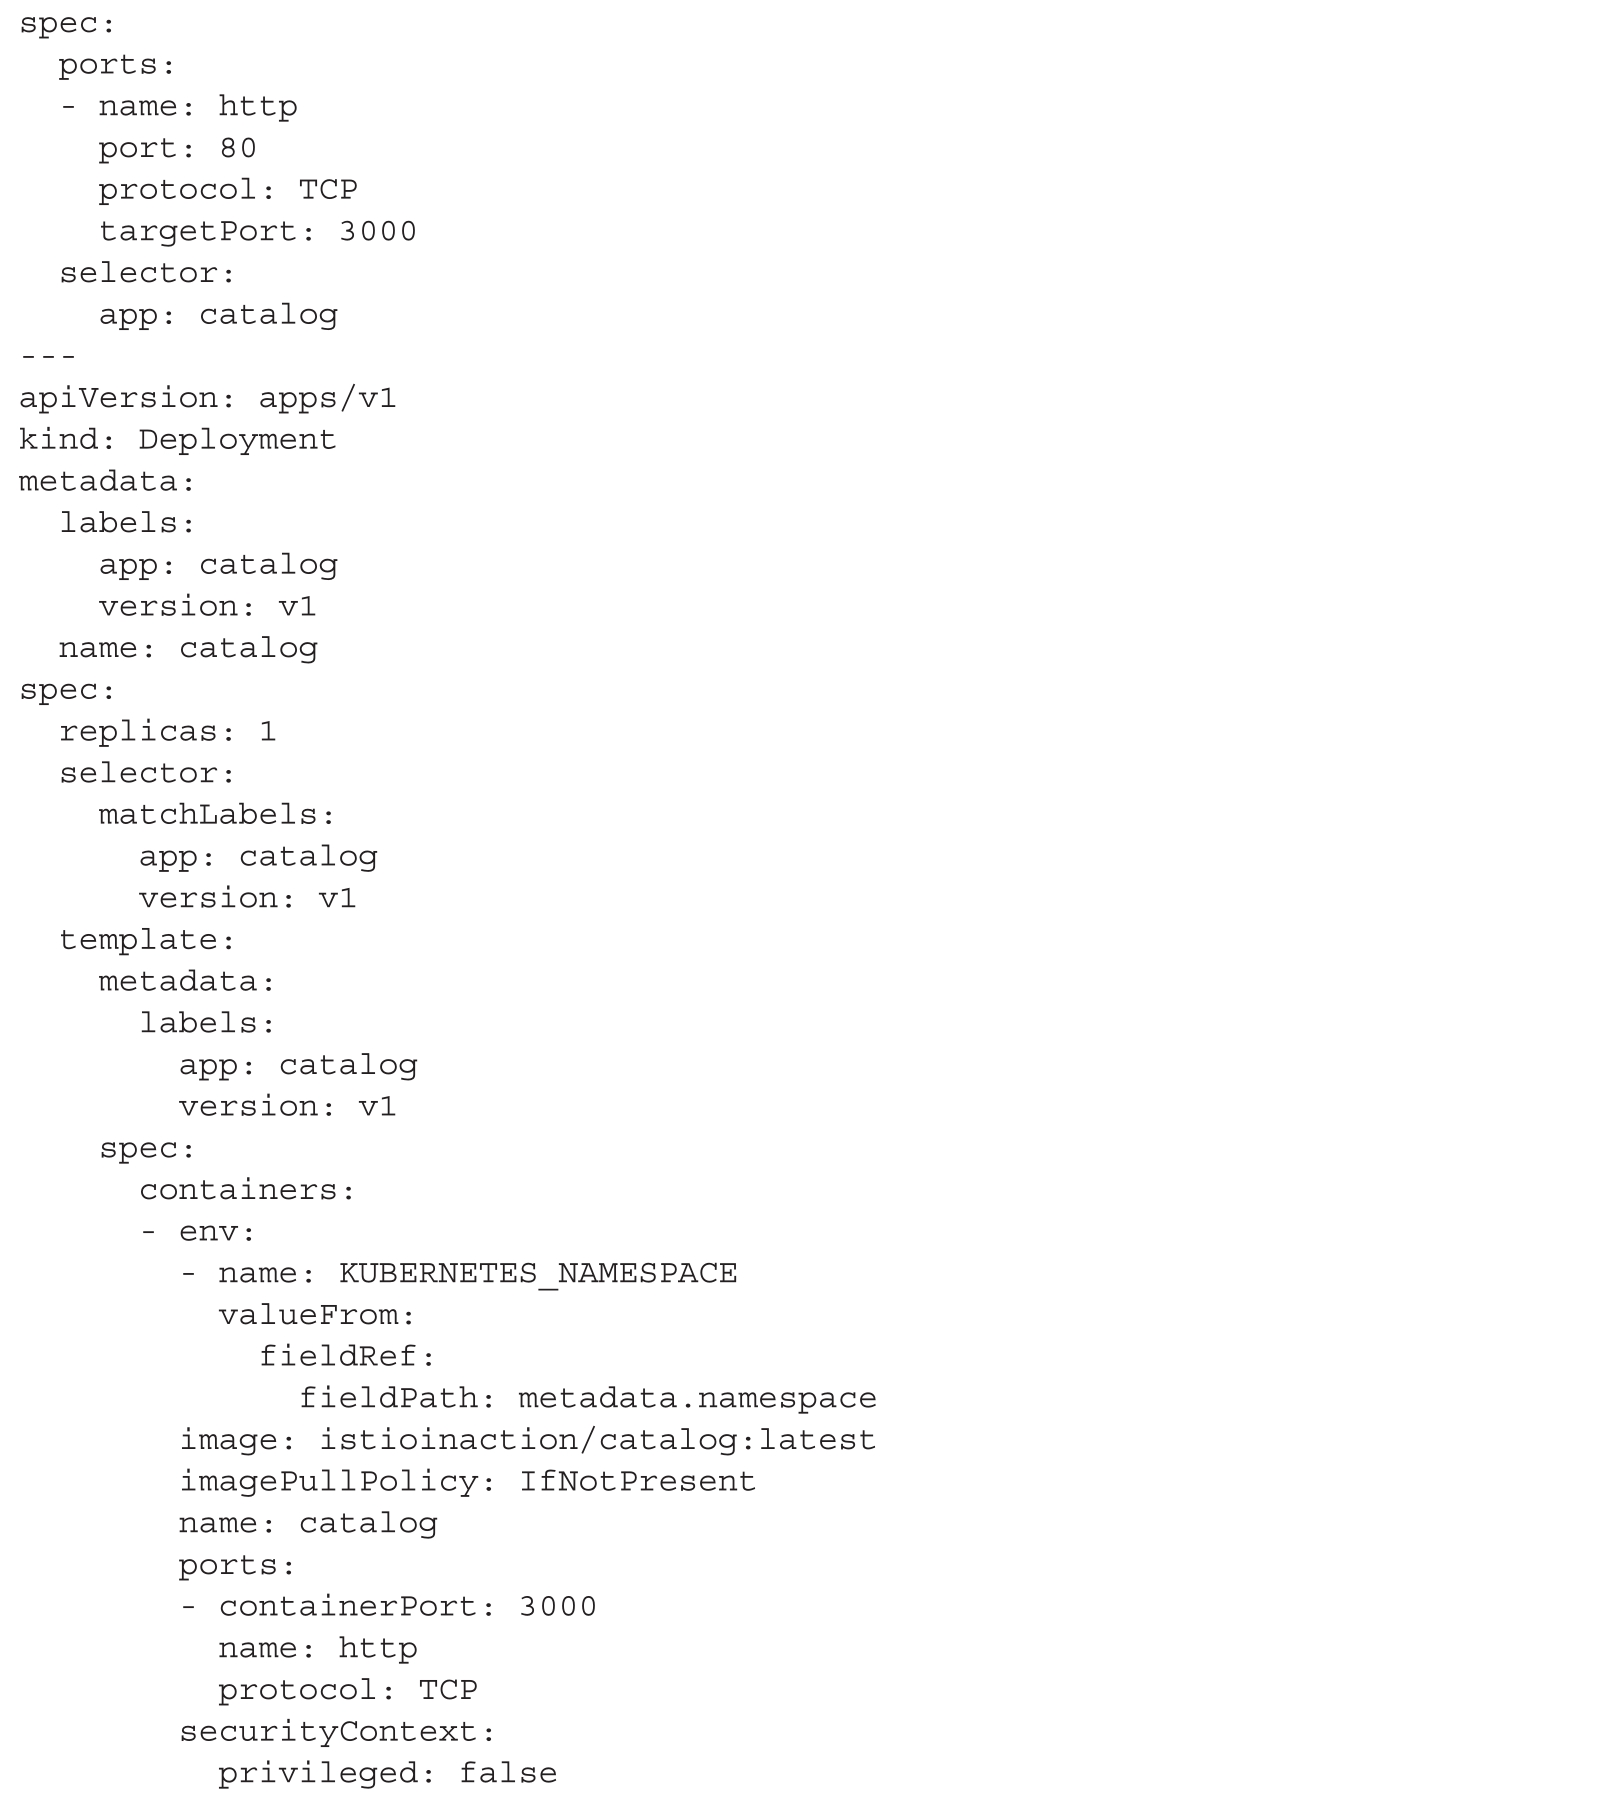 spec:
  ports:
  - name: http
    port: 80
    protocol: TCP
    targetPort: 3000
  selector:
    app: catalog
---
apiVersion: apps/v1
kind: Deployment
metadata:
  labels:
    app: catalog
    version: v1
  name: catalog
spec:
  replicas: 1
  selector:
    matchLabels:
      app: catalog
      version: v1
  template:
    metadata:
      labels:
        app: catalog
        version: v1
    spec:
      containers:
      - env:
        - name: KUBERNETES_NAMESPACE
          valueFrom:
            fieldRef:
              fieldPath: metadata.namespace
        image: istioinaction/catalog:latest
        imagePullPolicy: IfNotPresent
        name: catalog
        ports:
        - containerPort: 3000
          name: http
          protocol: TCP
        securityContext:
          privileged: false